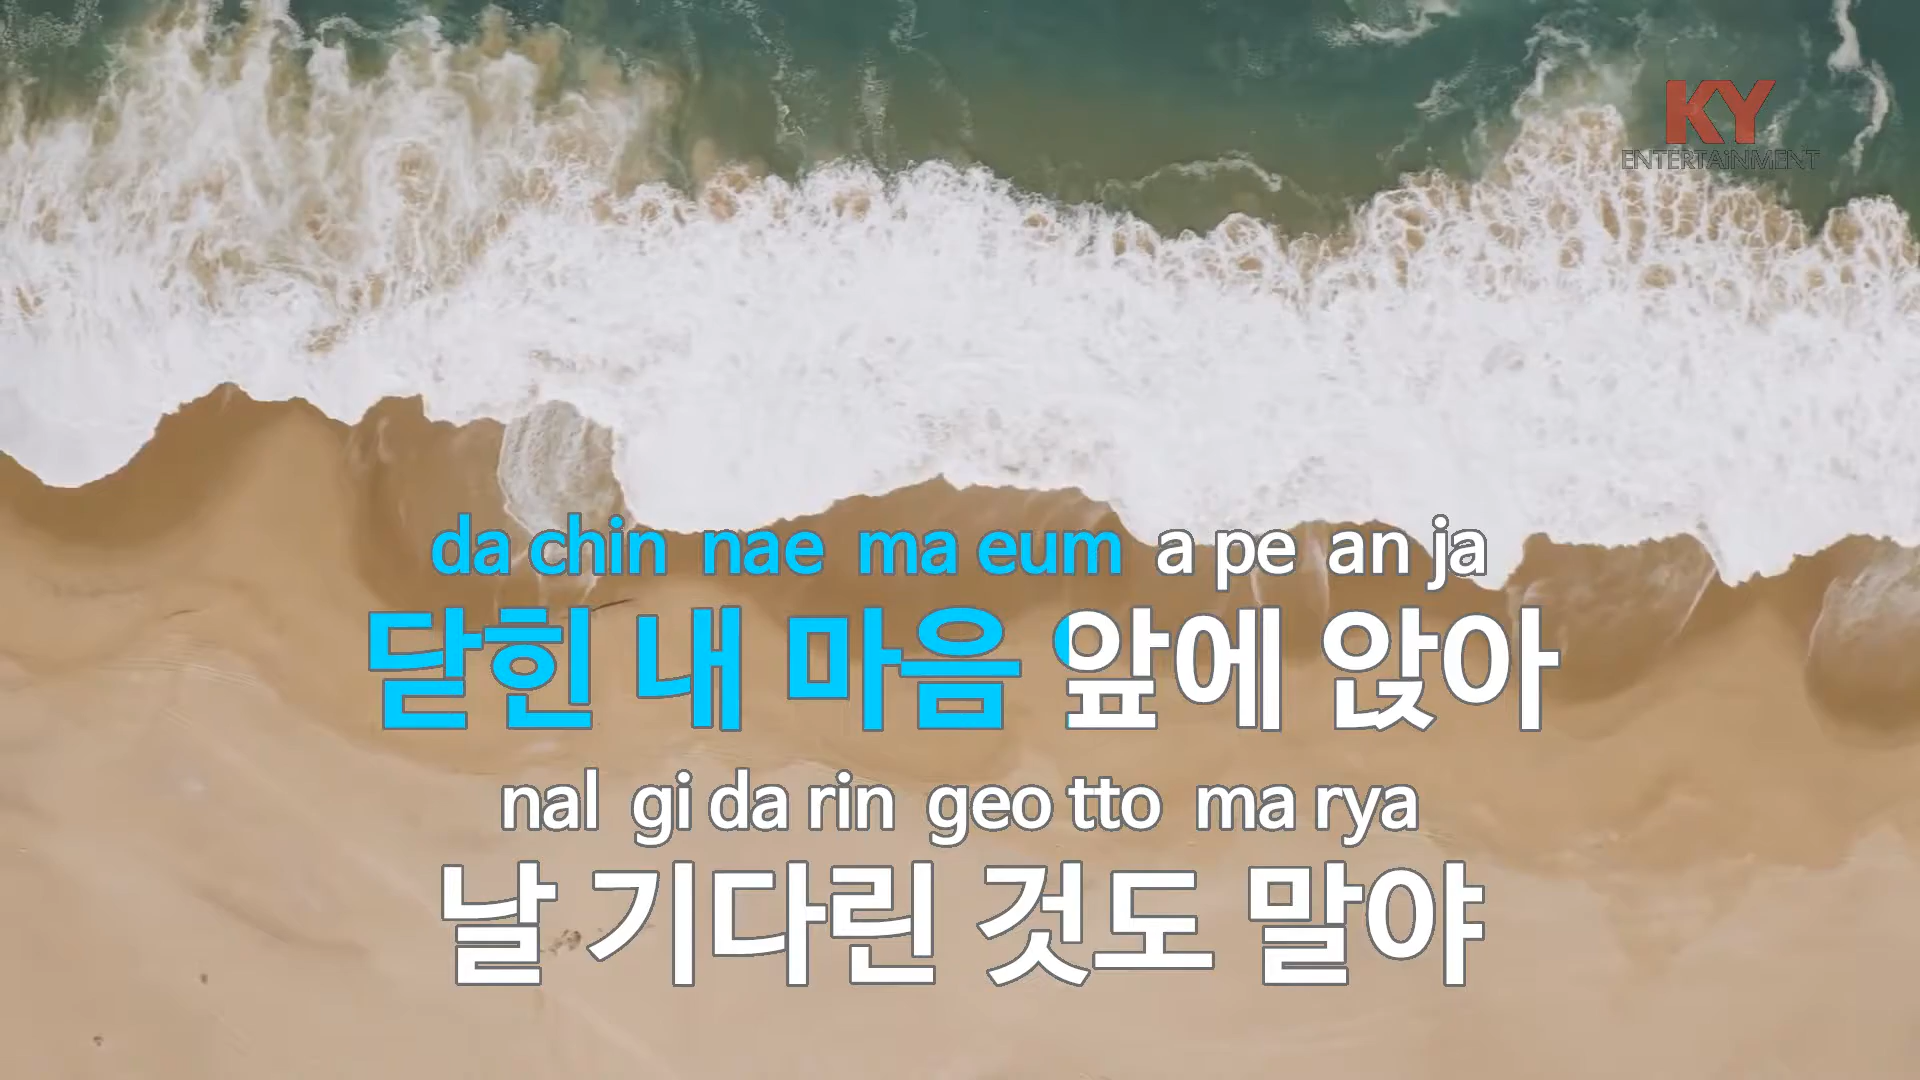 KY
ENTERTAiNMENT
da chin nae ma eum a pe an ja
닫힌 내 마음 앞에 앉아
nal gi da rin geo tto ma rya
날 기다린 것도 말야